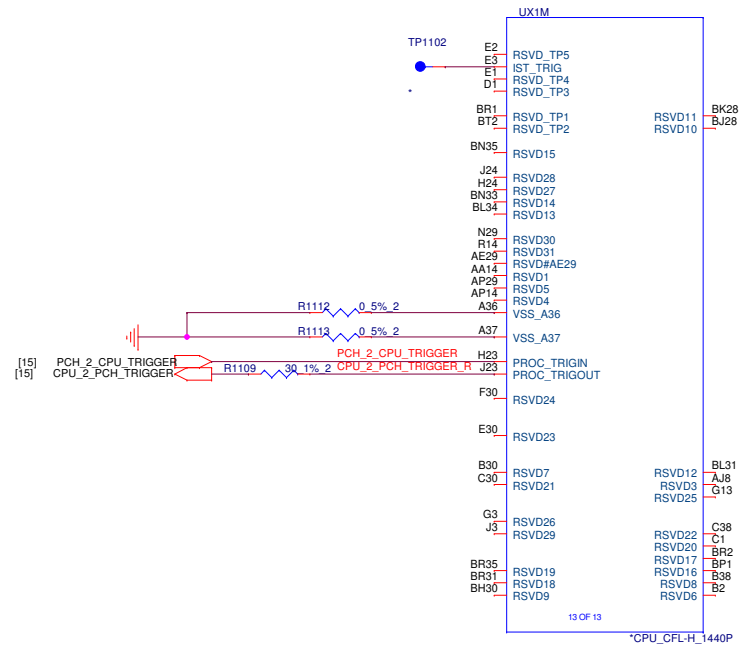 UX1M
TP1102
*
E2 RSVD_TP5
E3 IST_TRIG
E1 RSVD_TP4
D1 RSVD_TP3
BR1 RSVD_TP1 RSVD11 BK28
BT2 RSVD_TP2 RSVD10 BJ28
BN35 RSVD15
J24 RSVD28
H24 RSVD27
BN33 RSVD14
BL34 RSVD13
N29 RSVD30
R14 RSVD31
AE29 RSVD#AE29
AA14 RSVD1
AP29 RSVD5
AP14 RSVD4
R1112 0_5%_2 A36 VSS_A36
R1113 0_5%_2 A37 VSS_A37
[15] PCH_2_CPU_TRIGGER PCH_2_CPU_TRIGGER H23 PROC_TRIGIN
[15] CPU_2_PCH_TRIGGER R1109 30_1%_2 CPU_2_PCH_TRIGGER_R J23 PROC_TRIGOUT
F30 RSVD24
E30 RSVD23
B30 RSVD7 RSVD12 BL31
C30 RSVD21 RSVD3 AJ8
RSVD25 G13
G3 RSVD26
J3 RSVD29 RSVD22 C38
RSVD20 C1
RSVD17 BR2
BR35 RSVD19 RSVD16 BP1
BR31 RSVD18 RSVD8 B38
BH30 RSVD9 RSVD6 B2
13 OF 13
*CPU_CFL-H_1440P